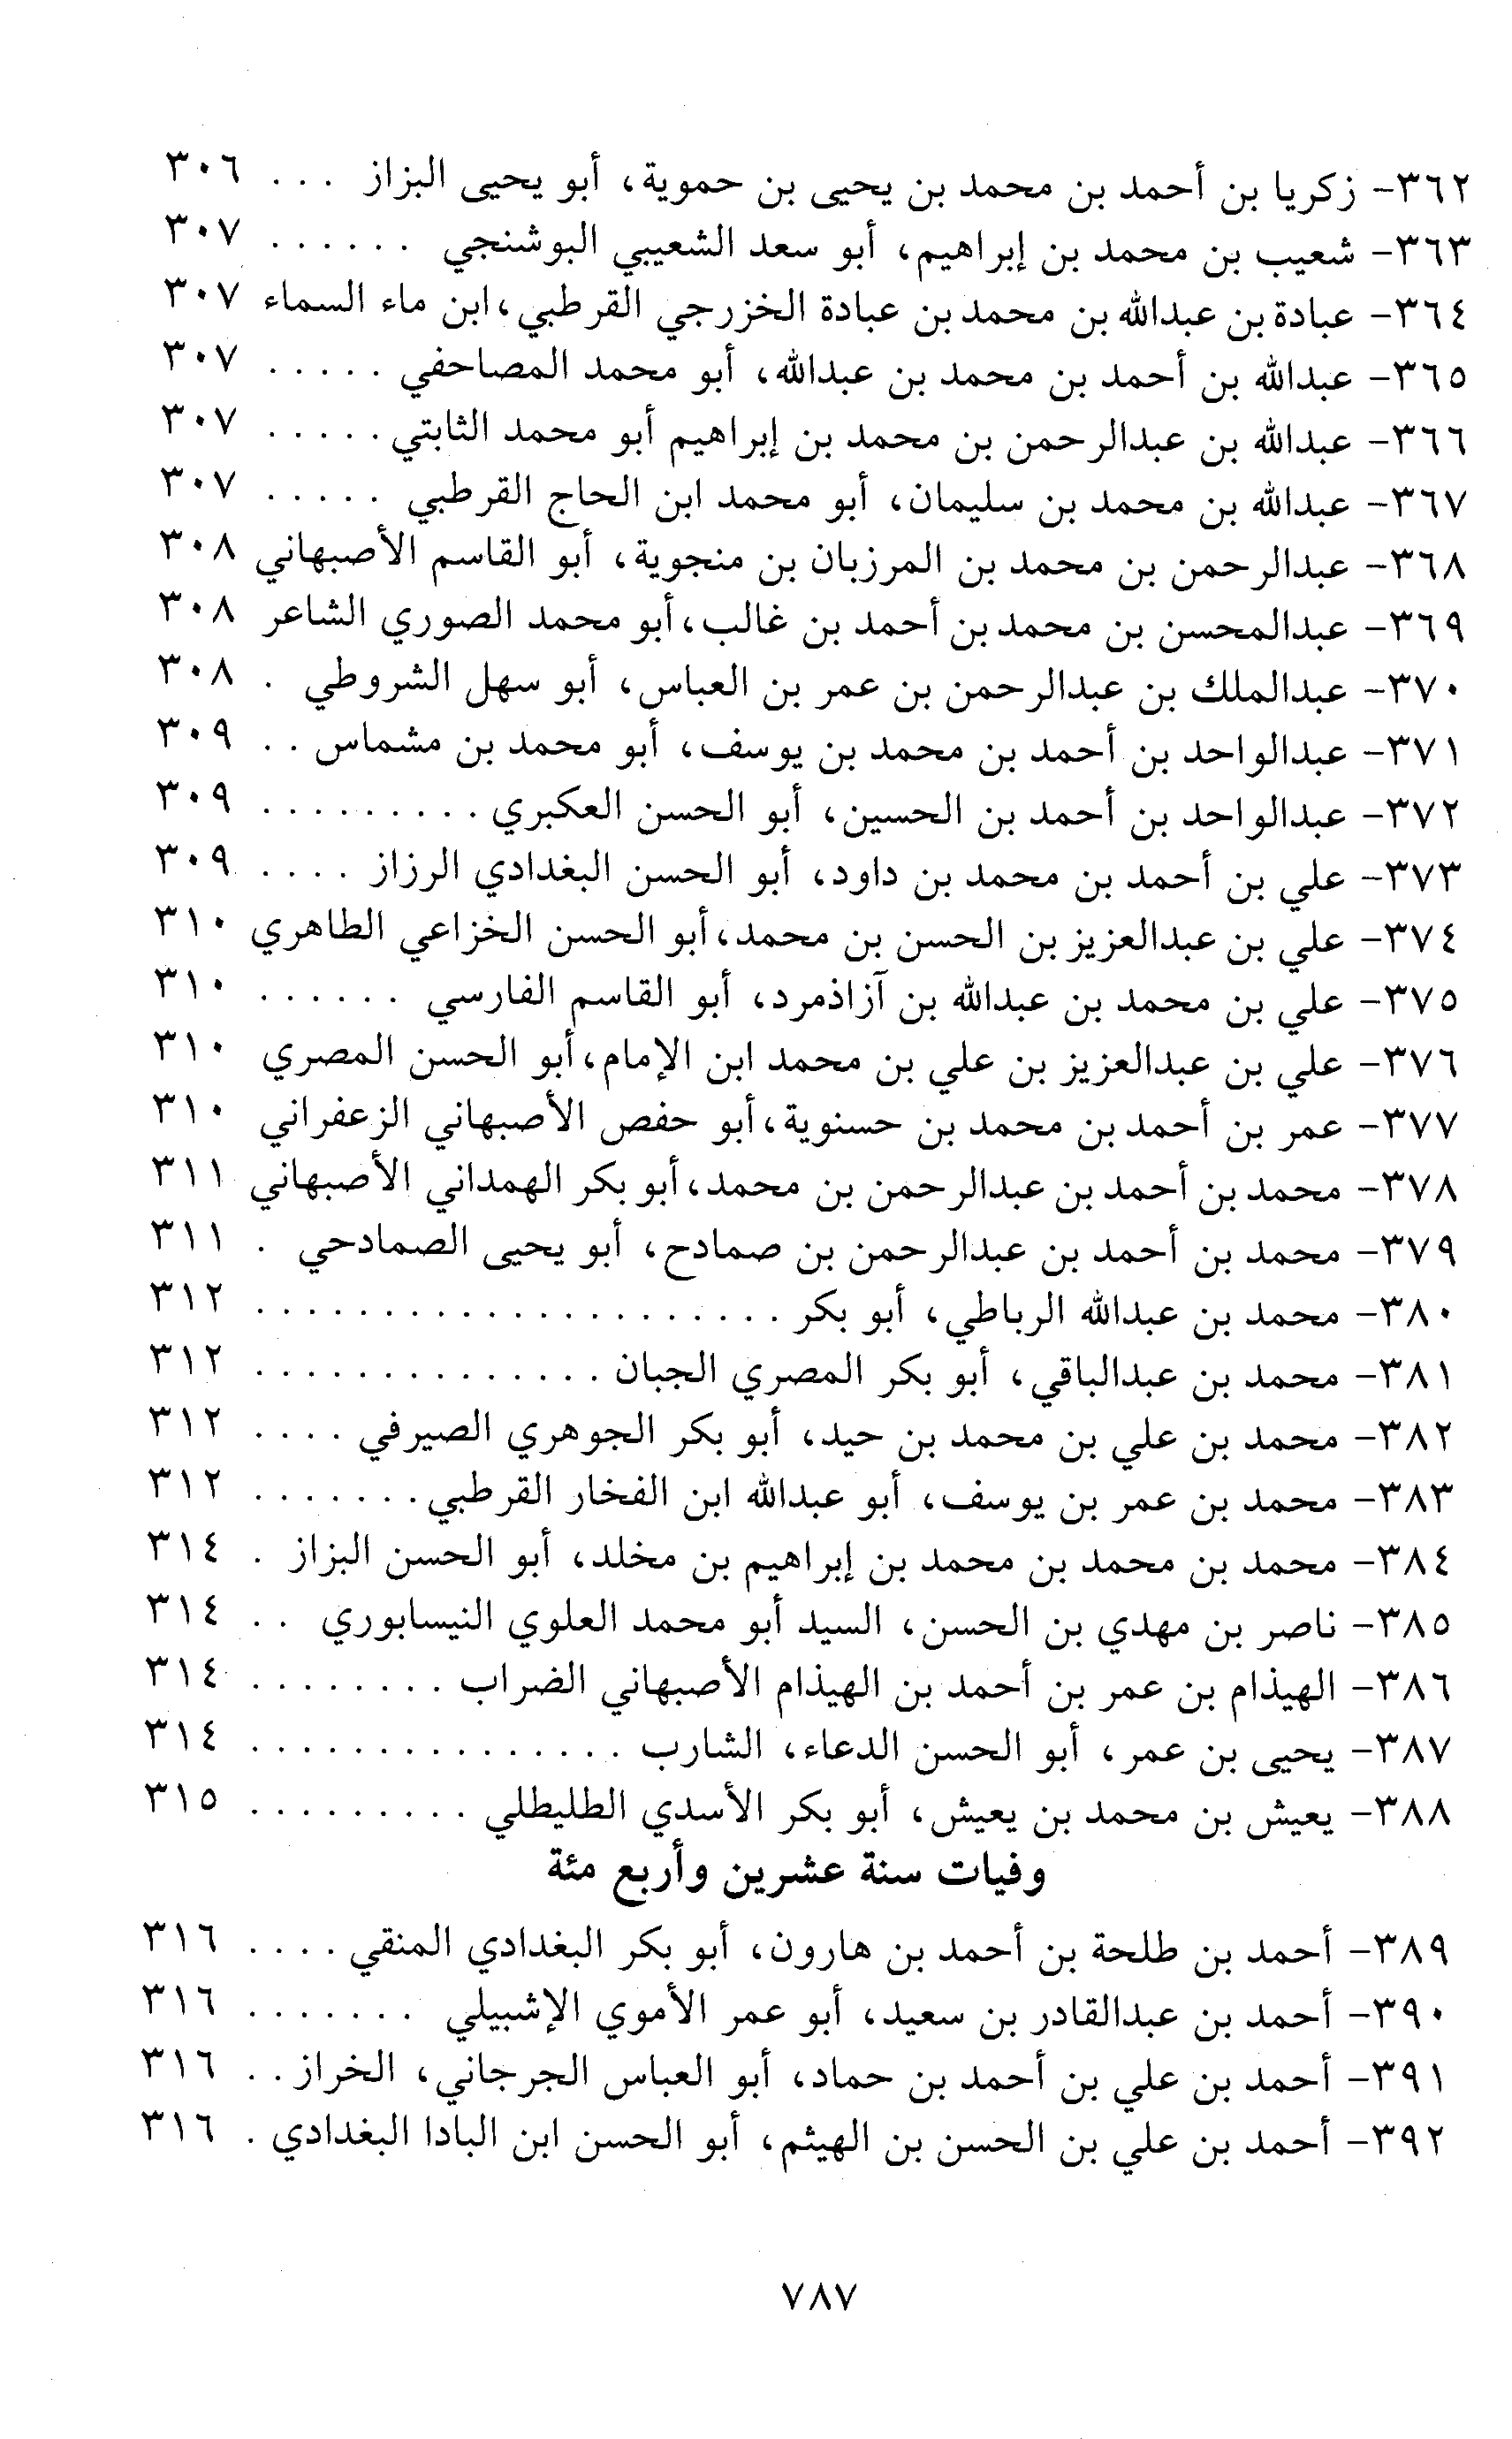 ٣٦٢- زكريا بن أحمد بن محمد بن يحيى بن حموية، أبو يحيى البزاز . . . ٣٠٦
٣٦٣- شعيب بن محمد بن إبراهيم، أبو سعد الشعيبي البوشنجي . . . . . . ٣٠٧
٣٦٤- عبادة بن عبدالله بن محمد بن عبادة الخزرجي القرطبي، ابن ماء السماء ٣٠٧
٣٦٥- عبدالله بن أحمد بن محمد بن عبدالله، أبو محمد المصاحفي . . . . . ٣٠٧
٣٦٦- عبدالله بن عبدالرحمن بن محمد بن إبراهيم أبو محمد الثابتي . . . . . ٣٠٧
٣٦٧- عبدالله بن محمد بن سليمان، أبو محمد ابن الحاج القرطبي . . . . . ٣٠٧
٣٦٨- عبدالرحمن بن محمد بن المرزبان بن منجوية، أبو القاسم الأصبهاني ٣٠٨
٣٦٩- عبدالمحسن بن محمد بن أحمد بن غالب، أبو محمد الصوري الشاعر ٣٠٨
٣٧٠- عبدالملك بن عبدالرحمن بن عمر بن العباس، أبو سهل الشروطي . ٣٠٨
٣٧١- عبدالواحد بن أحمد بن محمد بن يوسف، أبو محمد بن مشماس . . ٣٠٩
٣٧٢- عبدالواحد بن أحمد بن الحسين، أبو الحسن العكبري . . . . . . . . . ٣٠٩
٣٧٣- علي بن أحمد بن محمد بن داود، أبو الحسن البغدادي الرزاز . . . . ٣٠٩
٣٧٤- علي بن عبدالعزيز بن الحسن بن محمد، أبو الحسن الخزاعي الطاهري ٣١٠
٣٧٥- علي بن محمد بن عبدالله بن آزاذمرد، أبو القاسم الفارسي . . . . . . ٣١٠
٣٧٦- علي بن عبدالعزيز بن علي بن محمد ابن الإمام، أبو الحسن المصري ٣١٠
٣٧٧- عمر بن أحمد بن محمد بن حسنوية، أبو حفص الأصبهاني الزعفراني ٣١٠
٣٧٨- محمد بن أحمد بن عبدالرحمن بن محمد، أبو بكر الهمداني الأصبهاني ٣١١
٣٧٩- محمد بن أحمد بن عبدالرحمن بن صمادح، أبو يحيى الصمادحي . ٣١١
٣٨٠- محمد بن عبدالله الرباطي، أبو بكر . . . . . . . . . . . . . . . . . . . . . ٣١٢
٣٨١- محمد بن عبدالباقي، أبو بكر المصري الجبان . . . . . . . . . . . . . . ٣١٢
٣٨٢- محمد بن علي بن محمد بن حيد، أبو بكر الجوهري الصيرفي . . . . ٣١٢
٣٨٣- محمد بن عمر بن يوسف، أبو عبدالله ابن الفخار القرطبي . . . . . . . ٣١٢
٣٨٤- محمد بن محمد بن محمد بن إبراهيم بن مخلد، أبو الحسن البزاز . ٣١٤
٣٨٥- ناصر بن مهدي بن الحسن، السيد أبو محمد العلوي النيسابوري . . ٣١٤
٣٨٦- الهيذام بن عمر بن أحمد بن الهيذام الأصبهاني الضراب . . . . . . . . ٣١٤
٣٨٧- يحيى بن عمر، أبو الحسن الدعاء، الشارب . . . . . . . . . . . . . . . ٣١٤
٣٨٨- يعيش بن محمد بن يعيش، أبو بكر الأسدي الطليطلي . . . . . . . . . ٣١٥
وفيات سنة عشرين وأربع مئة
٣٨٩- أحمد بن طلحة بن أحمد بن هارون، أبو بكر البغدادي المنقي . . . . ٣١٦
٣٩٠- أحمد بن عبدالقادر بن سعيد، أبو عمر الأموي الإشبيلي . . . . . . . ٣١٦
٣٩١- أحمد بن علي بن أحمد بن حماد، أبو العباس الجرجاني، الخراز . . ٣١٦
٣٩٢- أحمد بن علي بن الحسن بن الهيثم، أبو الحسن ابن البادا البغدادي . ٣١٦
٧٨٧